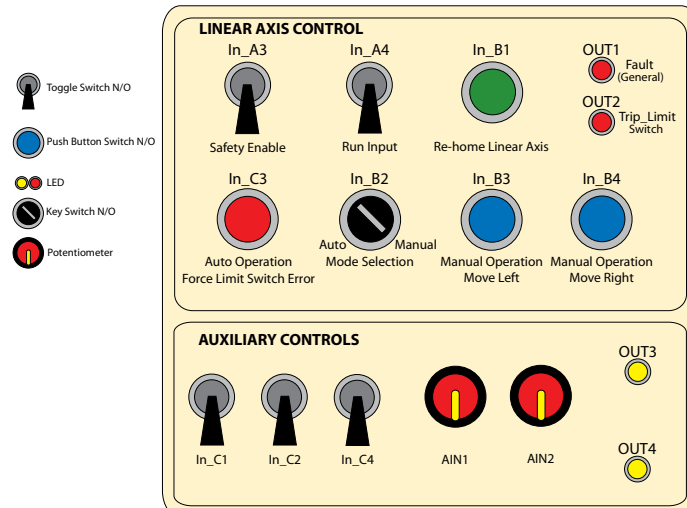 LINEAR AXIS CONTROL
In_A3
In_A4
In_B1
OUT1
Fault
(General)
OUT2
Trip_Limit
Switch
Safety Enable
Run Input
Re-home Linear Axis
In_C3
In_B2
In_B3
In_B4
Auto
Manual
Auto Operation
Force Limit Switch Error
Mode Selection
Manual Operation
Move Left
Manual Operation
Move Right
Toggle Switch N/O
Push Button Switch N/O
LED
Key Switch N/O
Potentiometer
AUXILIARY CONTROLS
OUT3
OUT4
In_C1
In_C2
In_C4
AIN1
AIN2